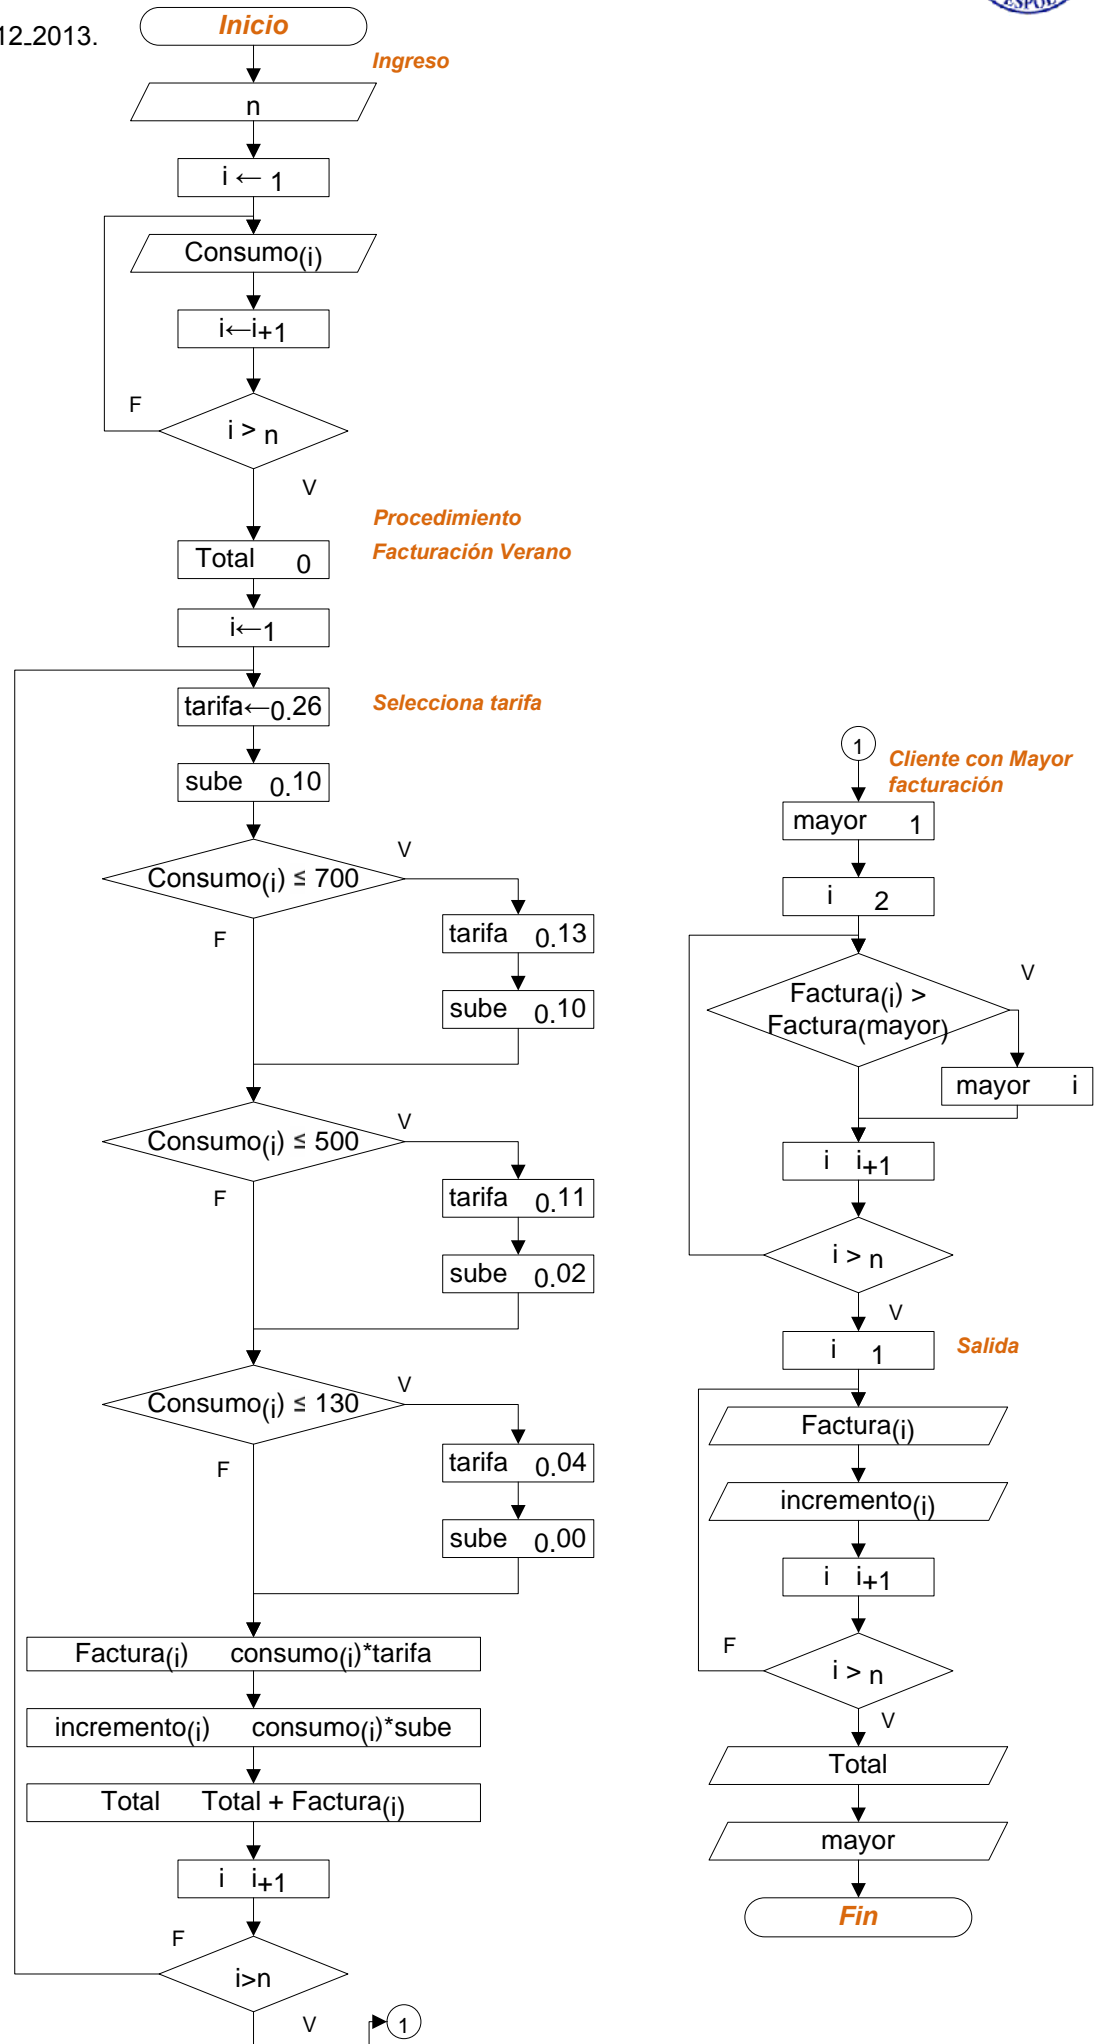 12_2013.
ESPOL
Inicio
Ingreso
n
i ← 1
Consumo(i)
i←i+1
F
i > n
V
Procedimiento
Facturación Verano
Total 0
i←1
tarifa←0.26
Selecciona tarifa
sube 0.10
Consumo(i) ≤ 700
V
F
tarifa 0.13
sube 0.10
Consumo(i) ≤ 500
V
F
tarifa 0.11
sube 0.02
Consumo(i) ≤ 130
V
F
tarifa 0.04
sube 0.00
Factura(i) consumo(i)*tarifa
incremento(i) consumo(i)*sube
Total Total + Factura(i)
i i+1
F
i>n
V
1
1
Cliente con Mayor
facturación
mayor 1
i 2
Factura(i) >
Factura(mayor)
V
mayor i
i i+1
i > n
V
i 1
Salida
Factura(i)
incremento(i)
i i+1
F
i > n
V
Total
mayor
Fin